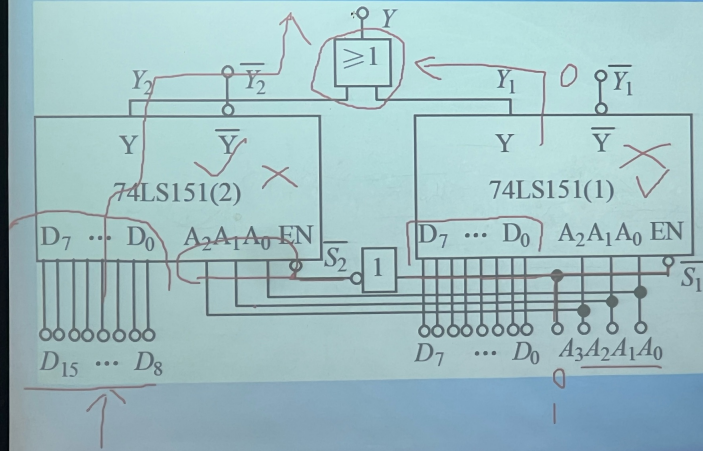 Y
≥1
Y₂ Y̅₂ Y₁ 0 Y̅₁
Y Y̅ Y Y̅
74LS151(2) 74LS151(1)
D₇ ⋯ D₀ A₂A₁A₀ EN D₇ ⋯ D₀ A₂A₁A₀ EN
S̅₂ 1 S̅₁
D₁₅ ⋯ D₈ D₇ ⋯ D₀ A₃A₂A₁A₀
0
1